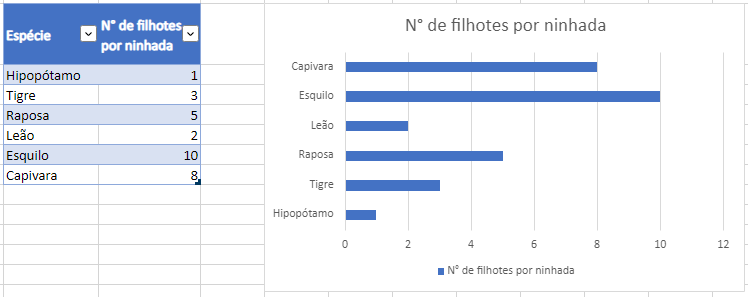 Espécie
N° de filhotes
por ninhada
Hipopótamo 1
Tigre 3
Raposa 5
Leão 2
Esquilo 10
Capivara 8
N° de filhotes por ninhada
Capivara
Esquilo
Leão
Raposa
Tigre
Hipopótamo
0 2 4 6 8 10 12
N° de filhotes por ninhada